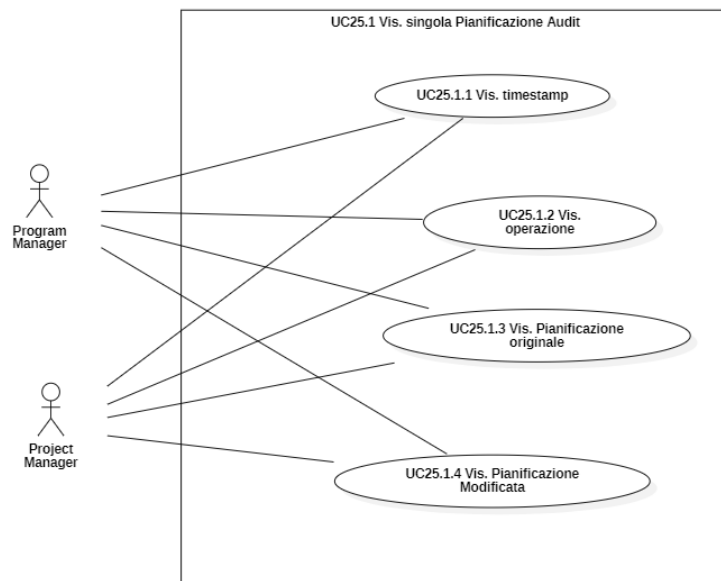 UC25.1 Vis. singola Pianificazione Audit
UC25.1.1 Vis. timestamp
Program
Manager
UC25.1.2 Vis.
operazione
UC25.1.3 Vis. Pianificazione
originale
Project
Manager
UC25.1.4 Vis. Pianificazione
Modificata